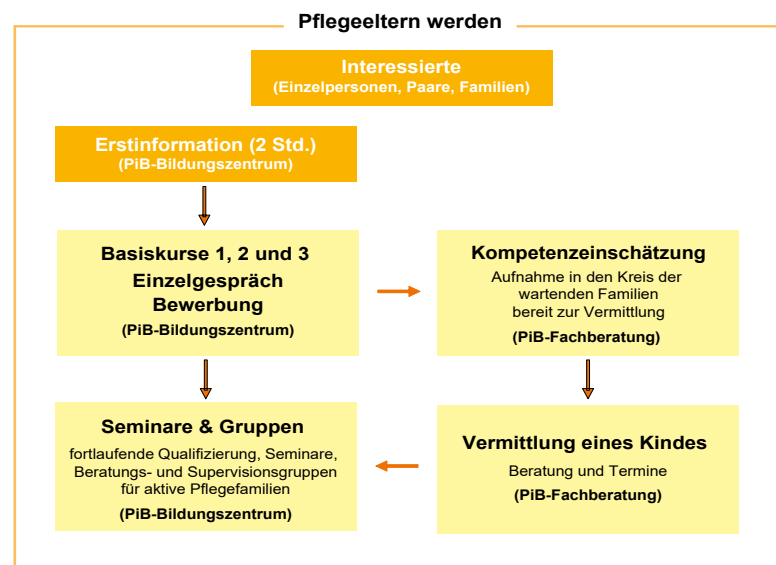 Pflegeeltern werden
Interessierte
(Einzelpersonen, Paare, Familien)
Erstinformation (2 Std.)
(PiB-Bildungszentrum)
Basiskurse 1, 2 und 3
Einzelgespräch
Bewerbung
(PiB-Bildungszentrum)
Kompetenzeinschätzung
Aufnahme in den Kreis der
wartenden Familien
bereit zur Vermittlung
(PiB-Fachberatung)
Seminare & Gruppen
fortlaufende Qualifizierung, Seminare,
Beratungs- und Supervisionsgruppen
für aktive Pflegefamilien
(PiB-Bildungszentrum)
Vermittlung eines Kindes
Beratung und Termine
(PiB-Fachberatung)